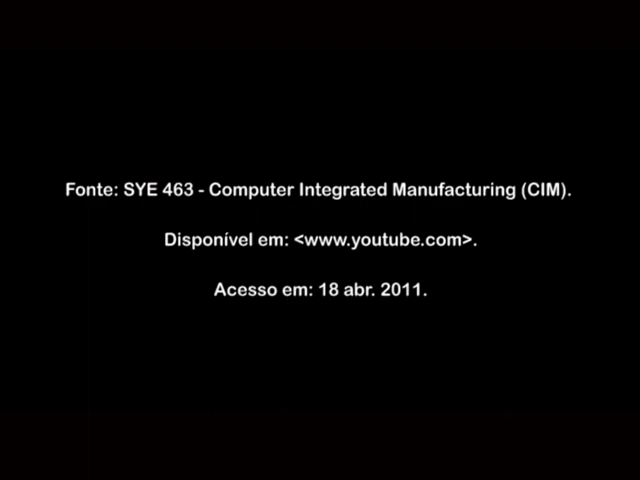 Fonte: SYE 463 - Computer Integrated Manufacturing (CIM).
Disponível em: <www.youtube.com>.
Acesso em: 18 abr. 2011.